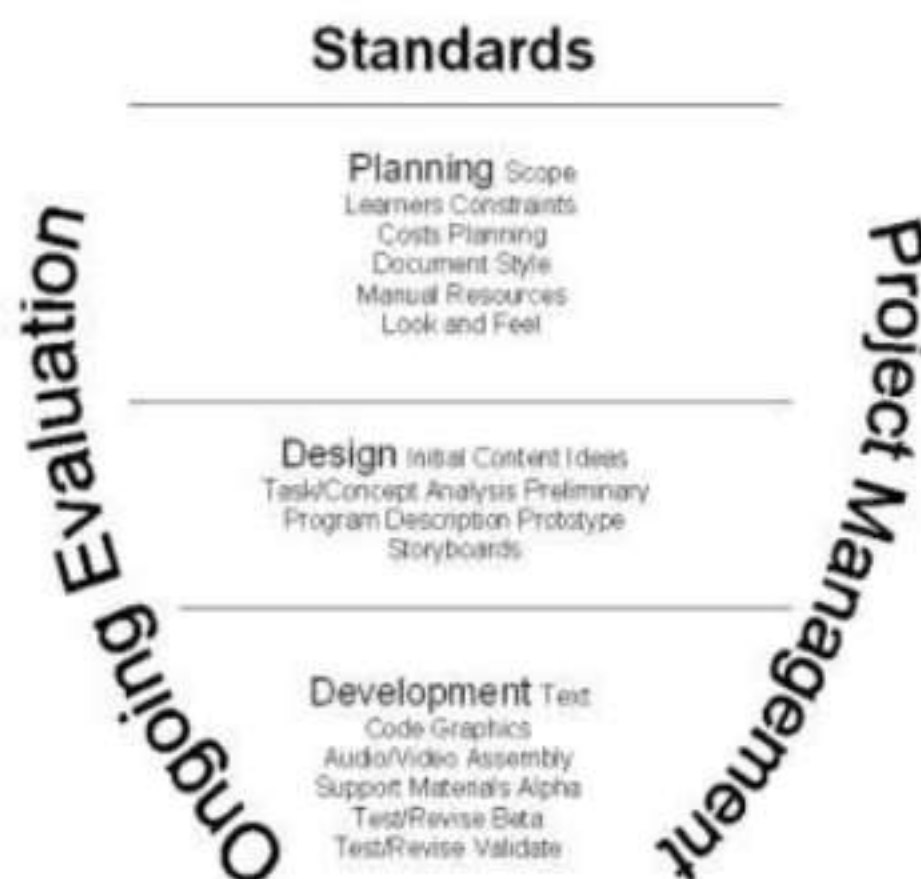 Standards
Planning Scope
Learners Constraints
Costs Planning
Document Style
Manual Resources
Look and Feel
Design Initial Content Ideas
Task/Concept Analysis Preliminary
Program Description Prototype
Storyboards
Development Text
Code Graphics
Audio/Video Assembly
Support Materials Alpha
Test/Revise Beta
Test/Revise Validate
Ongoing Evaluation
Project Management